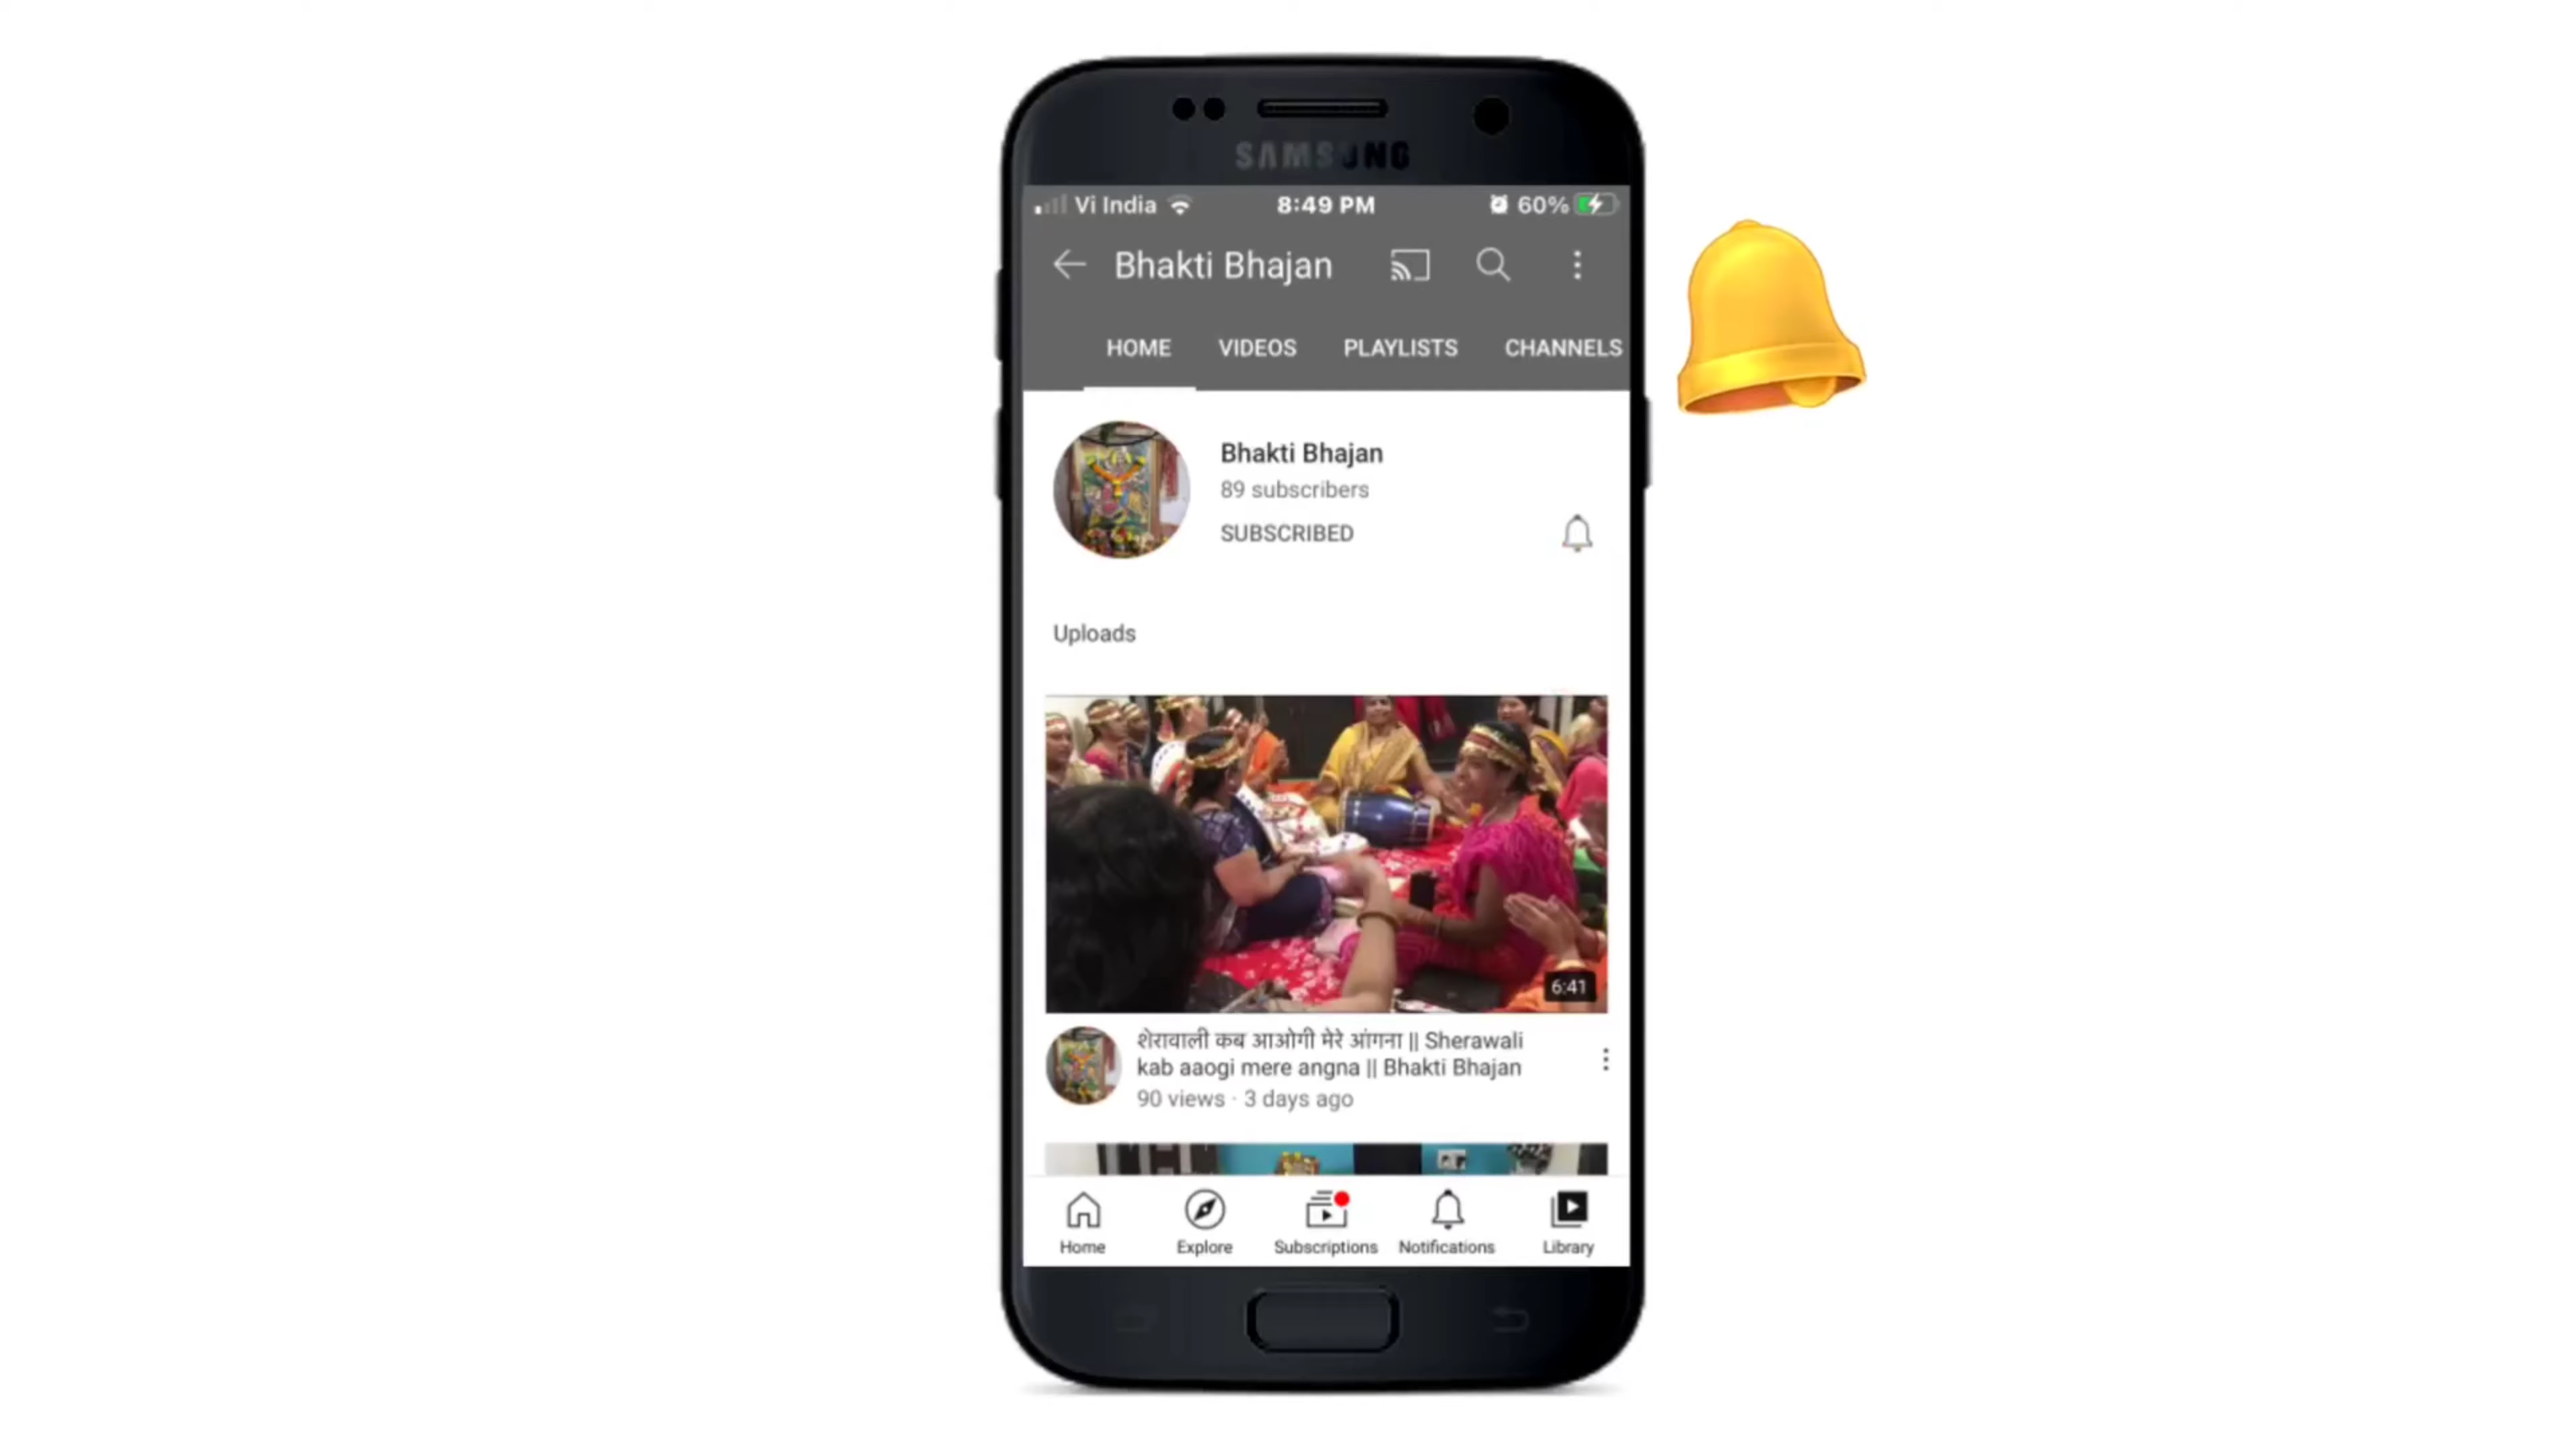 SAMSUNG
Vi India 8:49 PM 60%
Bhakti Bhajan
HOME VIDEOS PLAYLISTS CHANNELS
Bhakti Bhajan
89 subscribers
SUBSCRIBED
Uploads
6:41
शेरावाली कब आओगी मेरे आंगना || Sherawali
kab aaogi mere angna || Bhakti Bhajan
90 views · 3 days ago
Home Explore Subscriptions Notifications Library